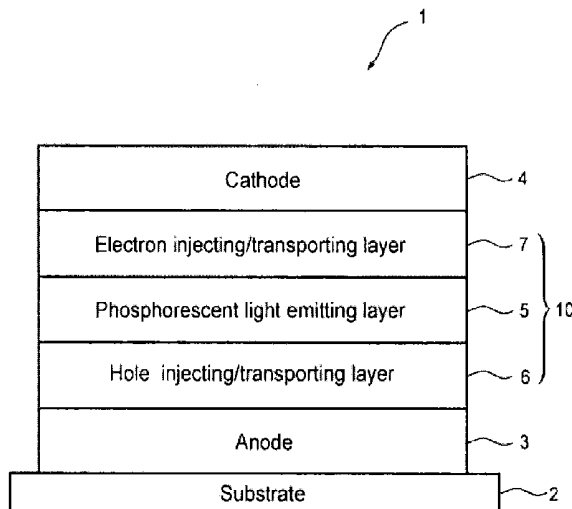 1
Cathode 4
Electron injecting/transporting layer 7
Phosphorescent light emitting layer 5 10
Hole injecting/transporting layer 6
Anode 3
Substrate 2